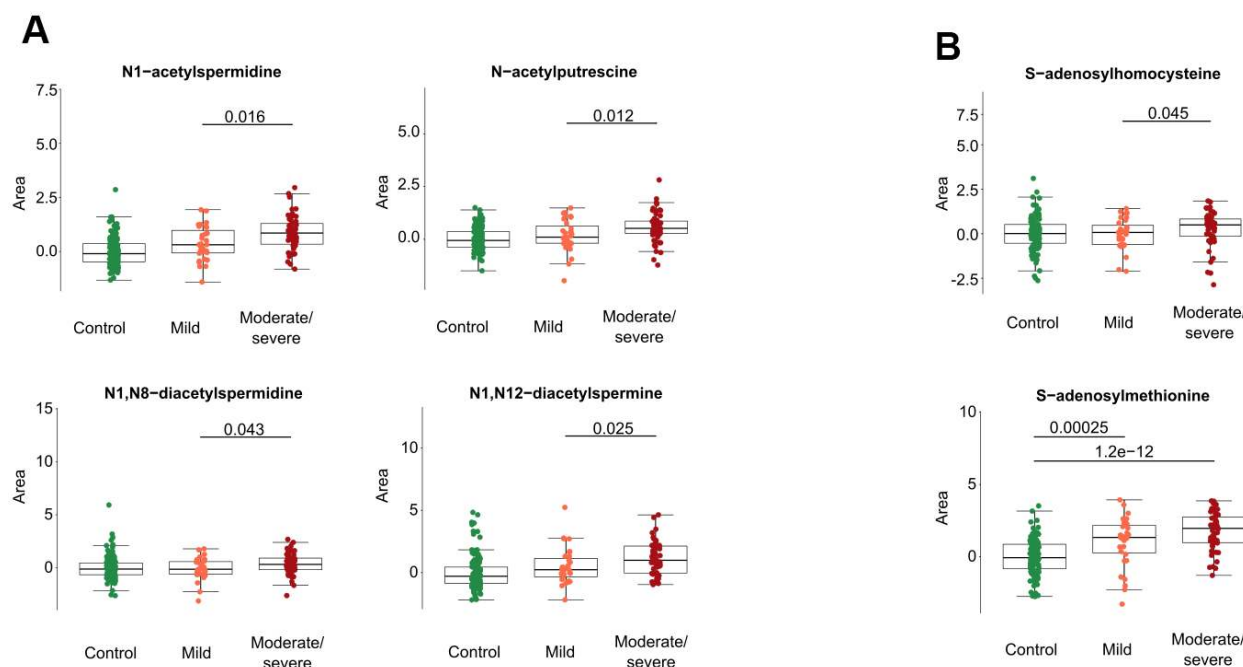 A
N1−acetylspermidine
7.5
5.0
2.5
0.0
Area
0.016
Control
Mild
Moderate/
severe
N−acetylputrescine
5.0
2.5
0.0
Area
0.012
Control
Mild
Moderate/
severe
B
S−adenosylhomocysteine
7.5
5.0
2.5
0.0
-2.5
Area
0.045
Control
Mild
Moderate/
severe
N1,N8−diacetylspermidine
15
10
5
0
Area
0.043
Control
Mild
Moderate/
severe
N1,N12−diacetylspermine
10
5
0
Area
0.025
Control
Mild
Moderate/
severe
S−adenosylmethionine
10
5
0
Area
0.00025
1.2e−12
Control
Mild
Moderate/
severe